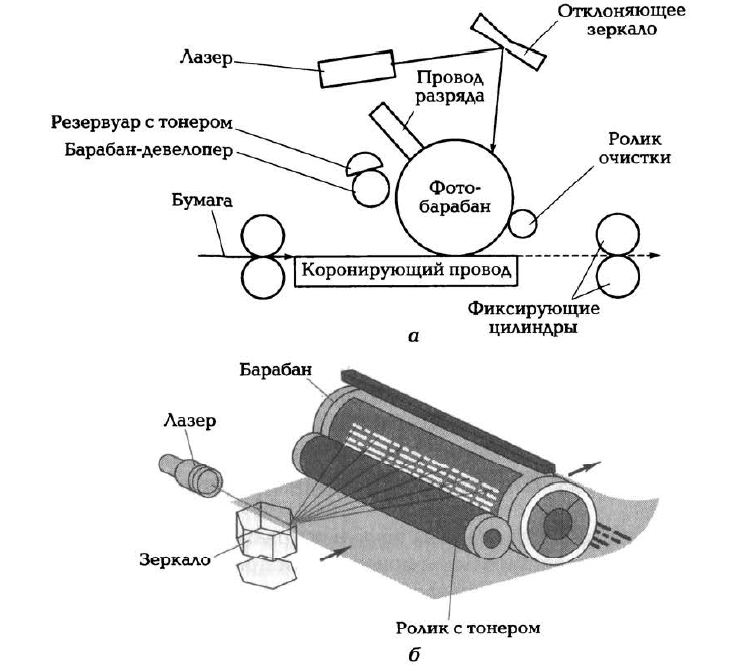 Отклоняющее
зеркало
Лазер
Провод
разряда
Резервуар с тонером
Барабан-девелопер
Ролик
очистки
Фото-
барабан
Бумага
Коронирующий провод
Фиксирующие
цилиндры
а
Барабан
Лазер
Зеркало
Ролик с тонером
б